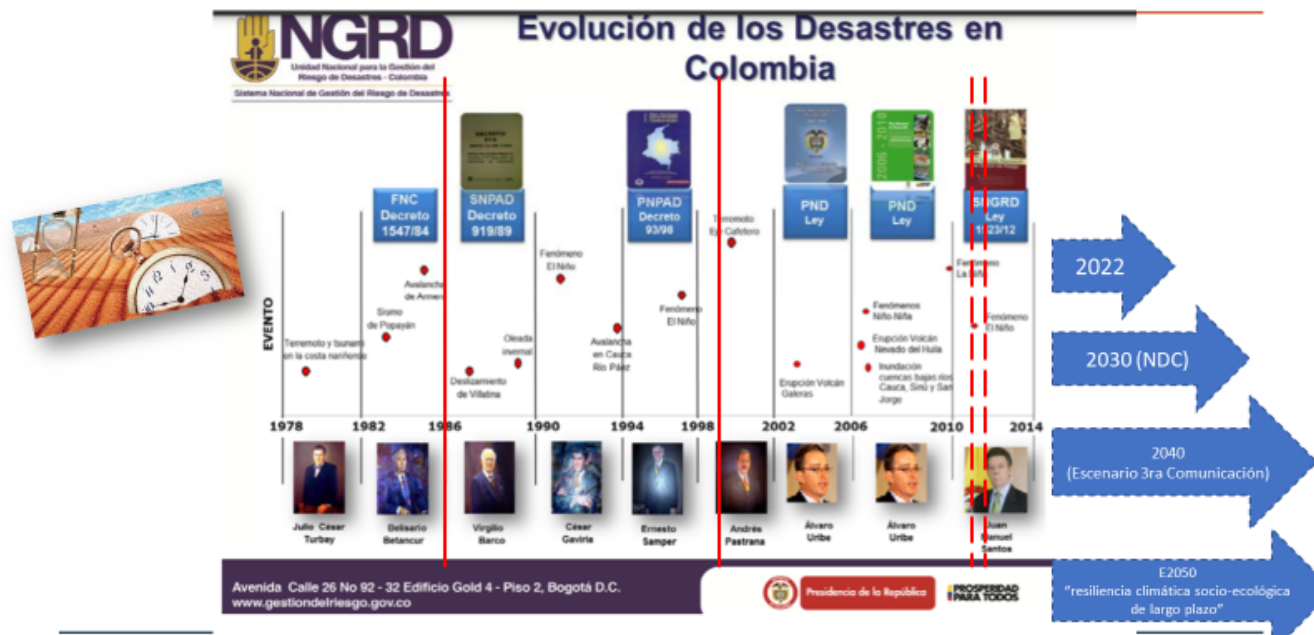 NGRD
Unidad Nacional para la Gestión del
Riesgo de Desastres - Colombia
Sistema Nacional de Gestión del Riesgo de Desastres
Evolución de los Desastres en
Colombia
FNC
Decreto
1547/84
SNPAD
Decreto
919/89
PNPAD
Decreto
93/98
PND
Ley
2006 - 2010
PND
Ley
SNGRD
Ley
1523/12
EVENTO
Terremoto y tsunami
en la costa nariñense
Sismo
de Popayán
Avalancha
de Armero
Deslizamiento
de Villatina
Oleada
invernal
Fenómeno
El Niño
Avalancha
en Cauca
Río Páez
Fenómeno
El Niño
Terremoto
Eje Cafetero
Erupción Volcán
Galeras
Fenómenos
Niño-Niña
Erupción Volcán
Nevado del Huila
Inundación
cuencas bajas ríos
Cauca, Sinú y San
Jorge
Fenómeno
La Niña
Fenómeno
El Niño
1978 1982 1986 1990 1994 1998 2002 2006 2010 2014
Julio César
Turbay
Belisario
Betancur
Virgilio
Barco
César
Gaviria
Ernesto
Samper
Andrés
Pastrana
Álvaro
Uribe
Álvaro
Uribe
Juan
Manuel
Santos
2022
2030 (NDC)
2040
(Escenario 3ra Comunicación)
E2050
"resiliencia climática socio-ecológica
de largo plazo"
Avenida Calle 26 No 92 - 32 Edificio Gold 4 - Piso 2, Bogotá D.C.
www.gestiondelriesgo.gov.co
Presidencia de la República
PROSPERIDAD
PARA TODOS